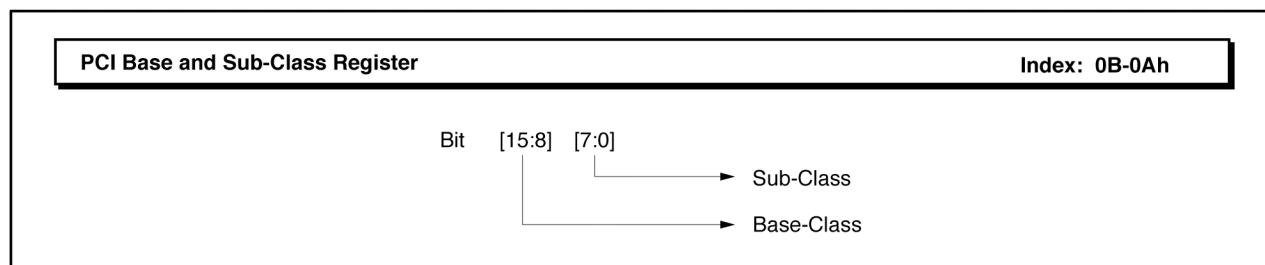 PCI Base and Sub-Class Register Index: 0B-0Ah
Bit [15:8] [7:0]
Sub-Class
Base-Class